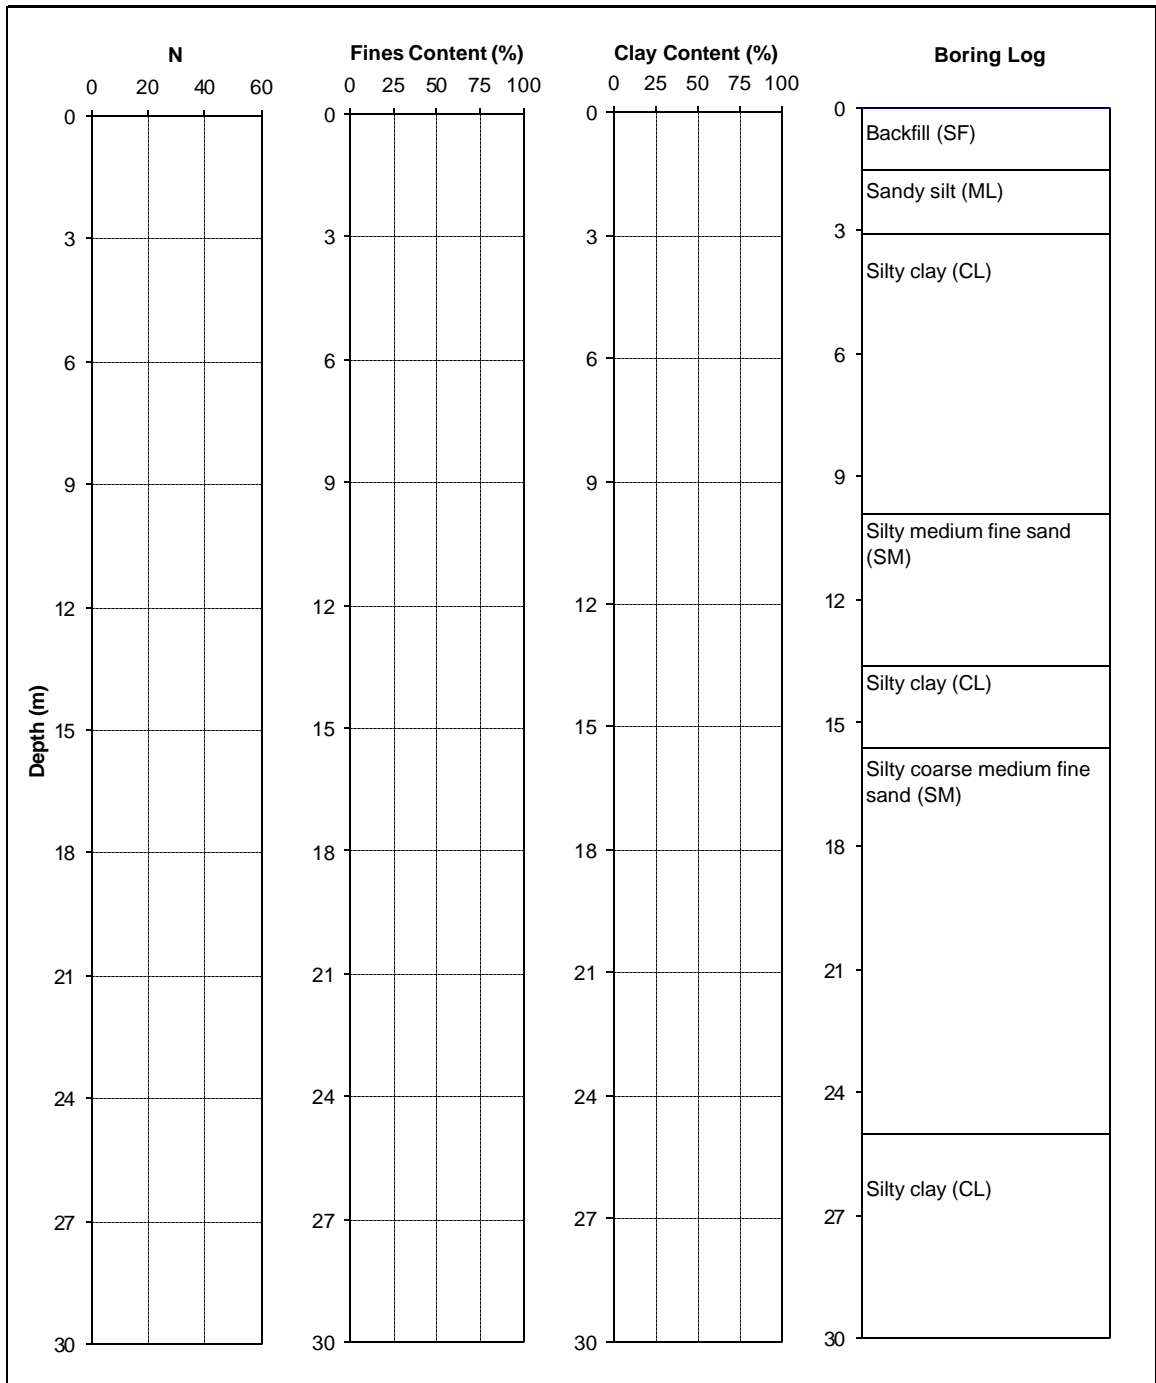 N
0 20 40 60
0
3
6
9
12
15
18
21
24
27
30
Depth (m)
Fines Content (%)
0 25 50 75 100
0
3
6
9
12
15
18
21
24
27
30
Clay Content (%)
0 25 50 75 100
0
3
6
9
12
15
18
21
24
27
30
Boring Log
0
3
6
9
12
15
18
21
24
27
30
Backfill (SF)
Sandy silt (ML)
Silty clay (CL)
Silty medium fine sand
(SM)
Silty clay (CL)
Silty coarse medium fine
sand (SM)
Silty clay (CL)